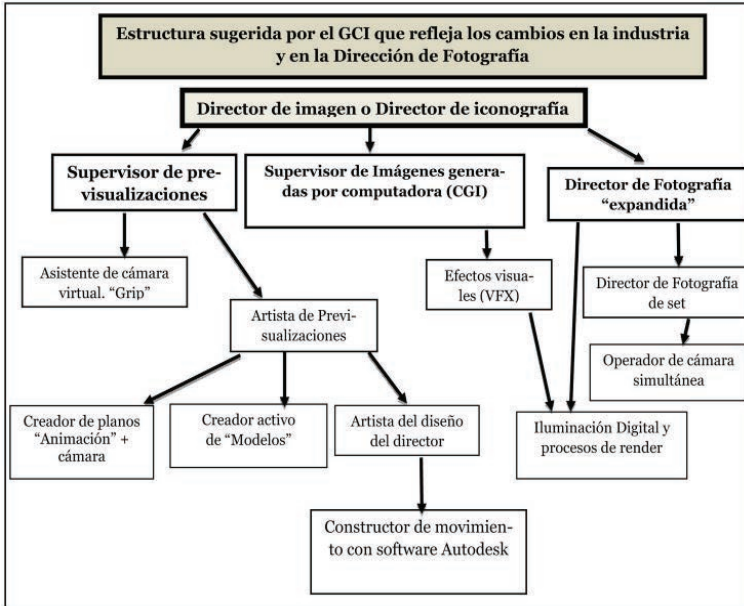 Estructura sugerida por el GCI que refleja los cambios en la industria
y en la Dirección de Fotografía
Director de imagen o Director de iconografía
Supervisor de pre-
visualizaciones
Supervisor de Imágenes genera-
das por computadora (CGI)
Director de Fotografía
“expandida”
Asistente de cámara
virtual. “Grip”
Efectos visua-
les (VFX)
Director de Fotografía
de set
Artista de Previ-
sualizaciones
Operador de cámara
simultánea
Creador de planos
“Animación” +
cámara
Creador activo
de “Modelos”
Artista del diseño
del director
Iluminación Digital y
procesos de render
Constructor de movimien-
to con software Autodesk